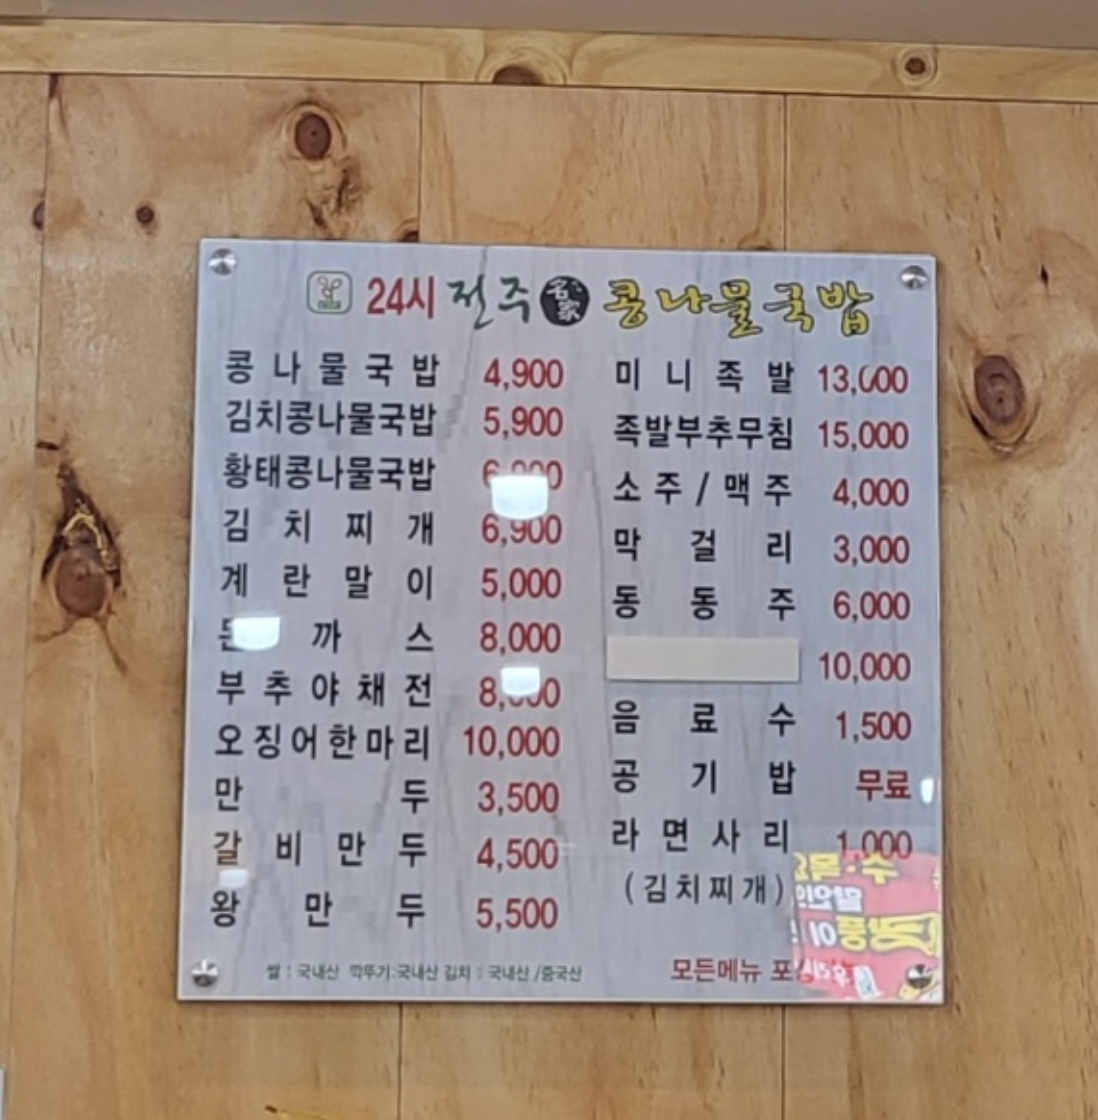 24시 전주 名家 콩나물국밥
콩나물국밥 4,900
김치콩나물국밥 5,900
황태콩나물국밥
김치찌개 6,900
계란말이 5,000
까스 8,000
부추야채전
오징어한마리 10,000
만두 3,500
갈비만두 4,500
왕만두 5,500
미니족발 13,000
족발부추무침 15,000
소주/맥주 4,000
막걸리 3,000
동동주 6,000
10,000
음료수 1,500
공기밥 무료
라면사리 1,000
(김치찌개)
쌀 : 국내산 깍뚜기:국내산 김치 : 국내산 /중국산
모든메뉴 포